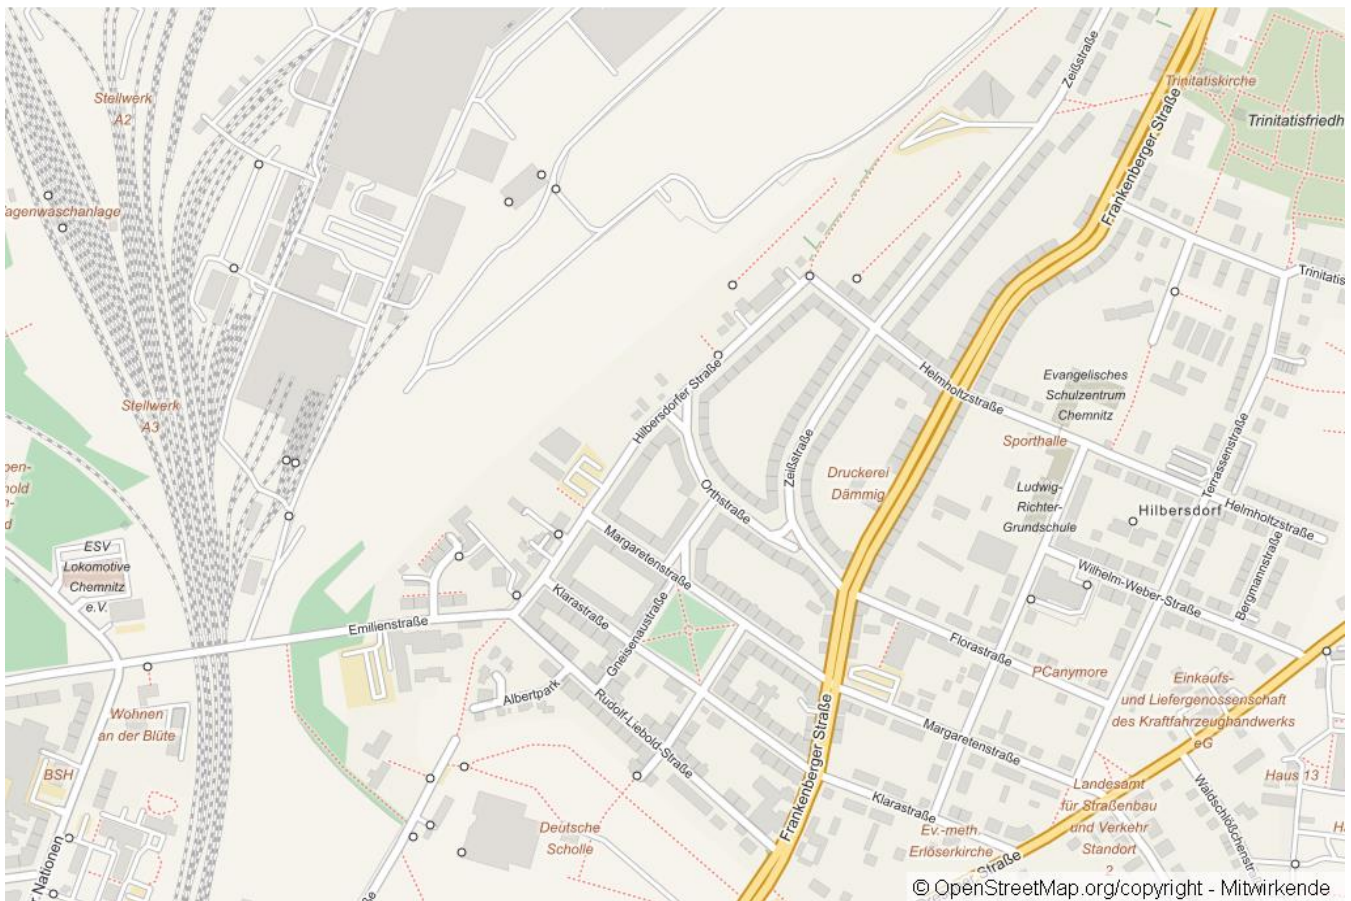 Zeißstraße
Trinitatiskirche
Stellwerk
A2
Trinitatisfriedh
Frankenberger Straße
agenwaschanlage
Trinitatis
Evangelisches
Schulzentrum
Chemnitz
Helmholtzstraße
Hilbersdorfer Straße
Stellwerk
A3
Sporthalle
Zeißstraße
Druckerei
Dämmig
Terrassenstraße
Ludwig-
Richter-
Grundschule
Orthstraße
Hilbersdorf
Helmholtzstraße
ESV
Lokomotive
Chemnitz
e.V.
Margaretenstraße
Wilhelm-Weber-Straße
Bergmannstraße
Klarastraße
Gneisenaustraße
Emilienstraße
Florastraße
PCanymore
Albertpark
Rudolf-Liebold-Straße
Einkaufs-
und Liefergenossenschaft
des Kraftfahrzeughandwerks
eG
Wohnen
an der Blüte
Frankenberger Straße
Margaretenstraße
BSH
Haus 13
Landesamt
für Straßenbau
und Verkehr
Standort
2
Waldschlößchenstr
Klarastraße
Deutsche
Scholle
Ev.-meth.
Erlöserkirche
r Straße
Nationen
© OpenStreetMap.org/copyright - Mitwirkende